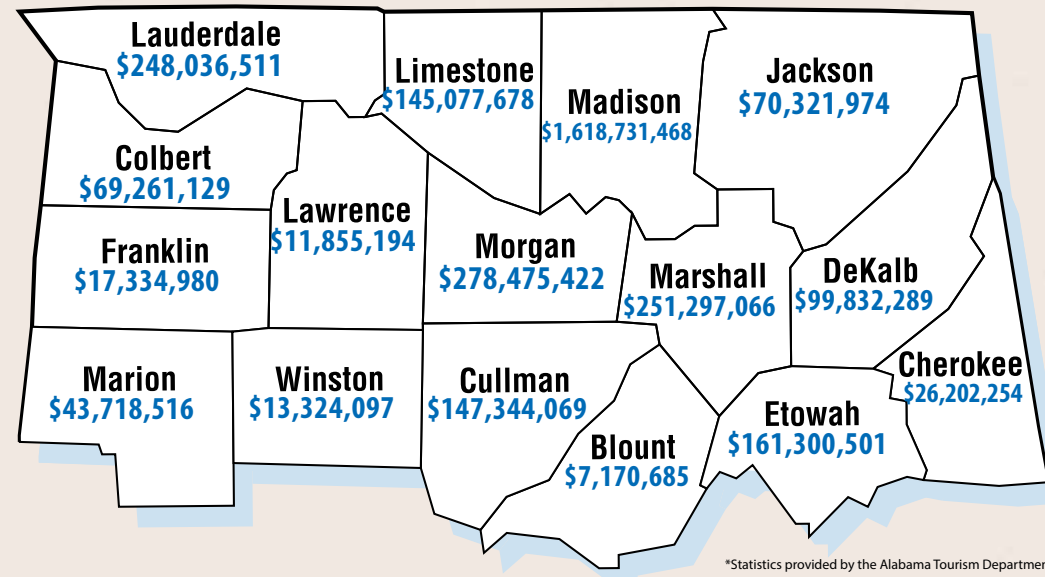 Lauderdale
$248,036,511
Limestone
$145,077,678
Madison
$1,618,731,468
Jackson
$70,321,974
Colbert
$69,261,129
Lawrence
$11,855,194
Franklin
$17,334,980
Morgan
$278,475,422
Marshall
$251,297,066
DeKalb
$99,832,289
Marion
$43,718,516
Winston
$13,324,097
Cullman
$147,344,069
Cherokee
$26,202,254
Etowah
$161,300,501
Blount
$7,170,685
*Statistics provided by the Alabama Tourism Departmen